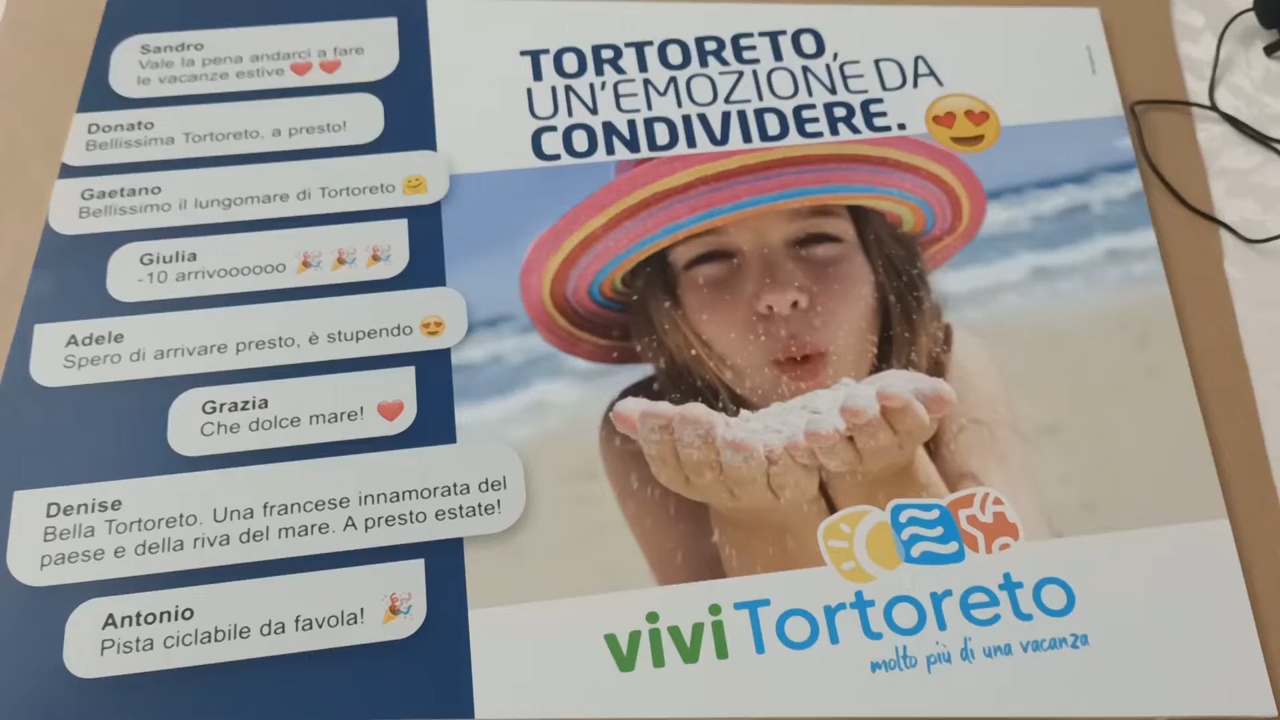 Sandro
Vale la pena andarci a fare
le vacanze estive ❤️ ❤️
Donato
Bellissima Tortoreto, a presto!
Gaetano
Bellissimo il lungomare di Tortoreto 🤗
Giulia
-10 arrivoooooo 🎉 🎉 🎉
Adele
Spero di arrivare presto, è stupendo 😍
Grazia
Che dolce mare! ❤️
Denise
Bella Tortoreto. Una francese innamorata del
paese e della riva del mare. A presto estate!
Antonio
Pista ciclabile da favola! 🎉
TORTORETO,
UN'EMOZIONE DA
CONDIVIDERE. 😍
vivi Tortoreto
molto più di una vacanza